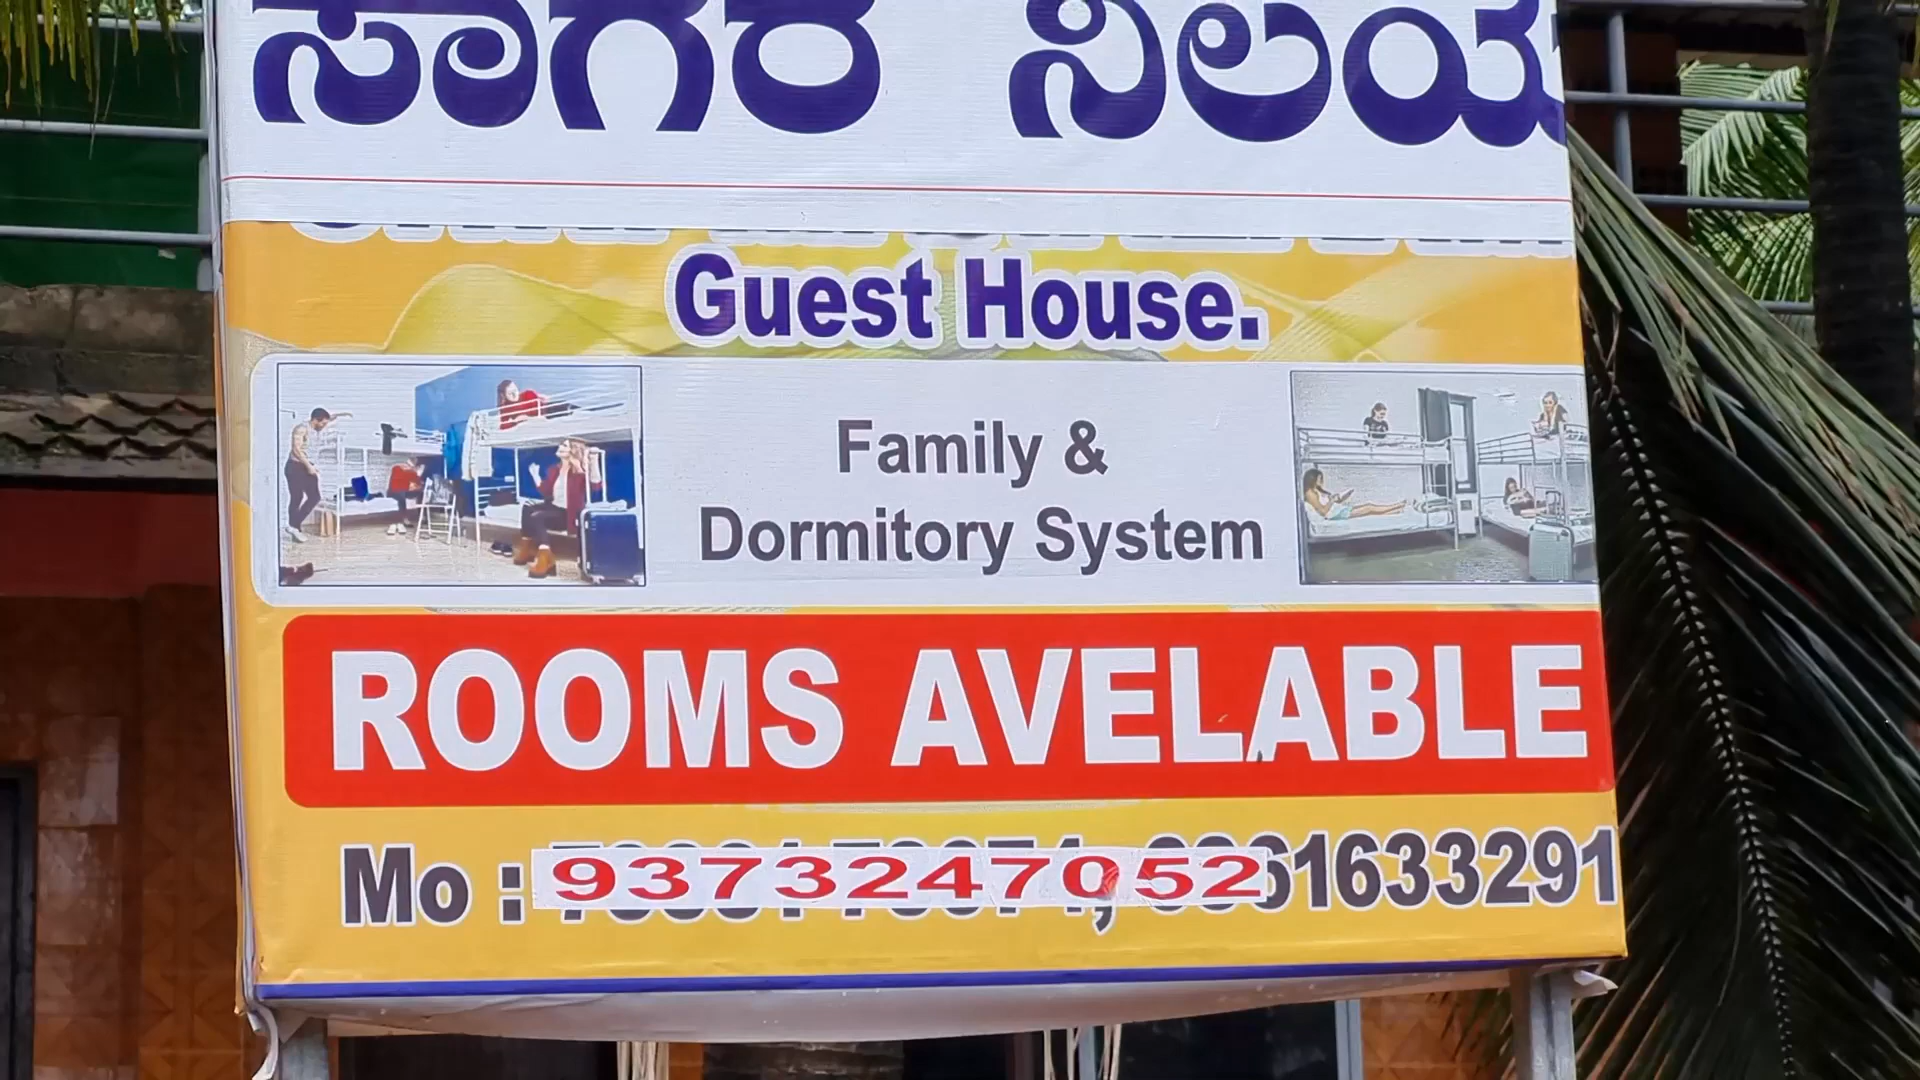 ಸಾಗರ ನಿಲಯ
Guest House.
Family &
Dormitory System
ROOMS AVELABLE
Mo : 9373247052